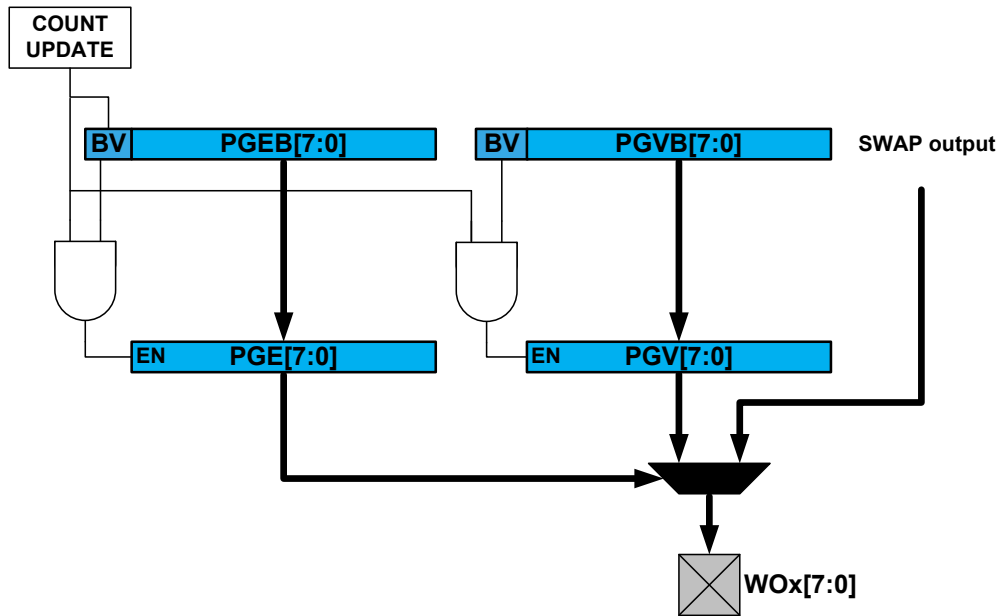 COUNT
UPDATE
BV
PGEB[7:0]
BV
PGVB[7:0]
SWAP output
EN
PGE[7:0]
EN
PGV[7:0]
WOx[7:0]